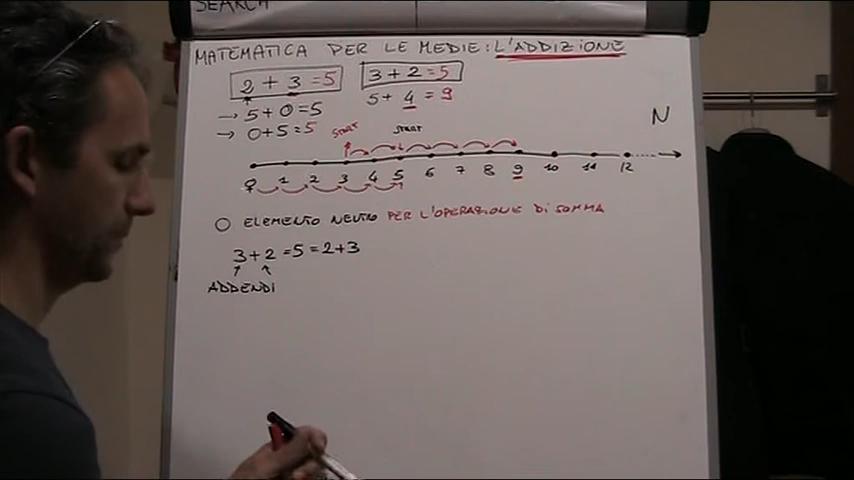 SEARCH
MATEMATICA PER LE MEDIE: L'ADDIZIONE
2 + 3 = 5 3 + 2 = 5
→ 5 + 0 = 5 5 + 4 = 9
→ 0 + 5 = 5
N
START START
0 1 2 3 4 5 6 7 8 9 10 11 12
0 ELEMENTO NEUTRO PER L'OPERAZIONE DI SOMMA
3 + 2 = 5 = 2 + 3
ADDENDI